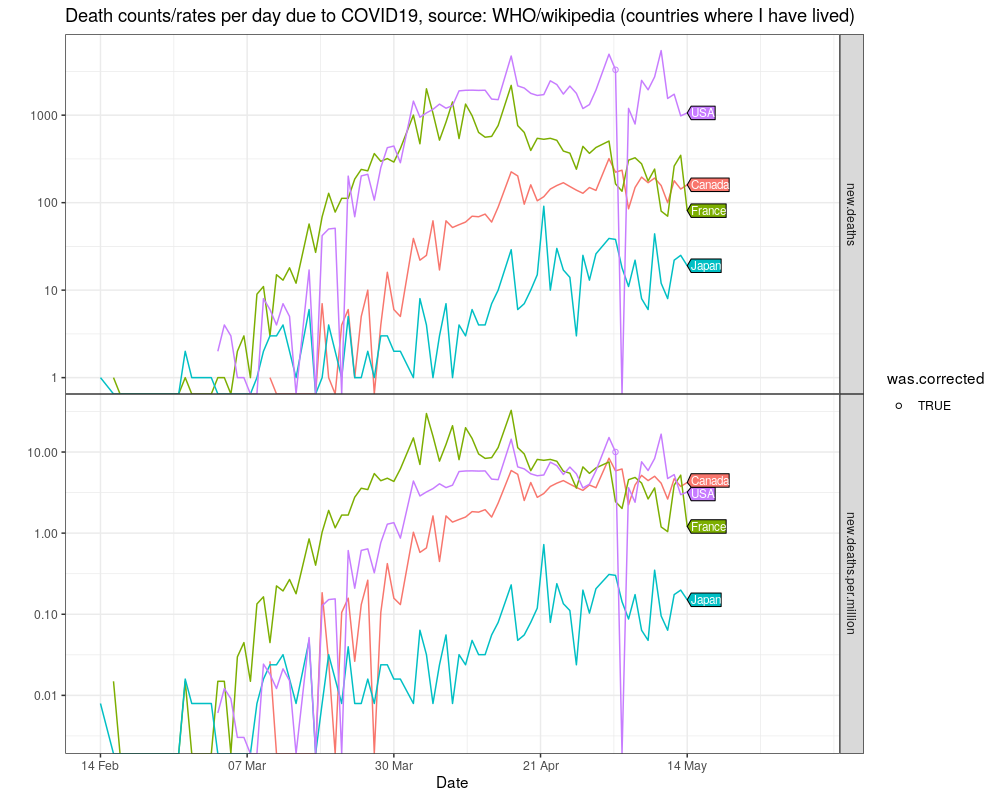 Death counts/rates per day due to COVID19, source: WHO/wikipedia (countries where I have lived)
1000
100
10
1
USA
Canada
France
Japan
new.deaths
10.00
1.00
0.10
0.01
Canada
USA
France
Japan
new.deaths.per.million
14 Feb
07 Mar
30 Mar
21 Apr
14 May
Date
was.corrected
TRUE